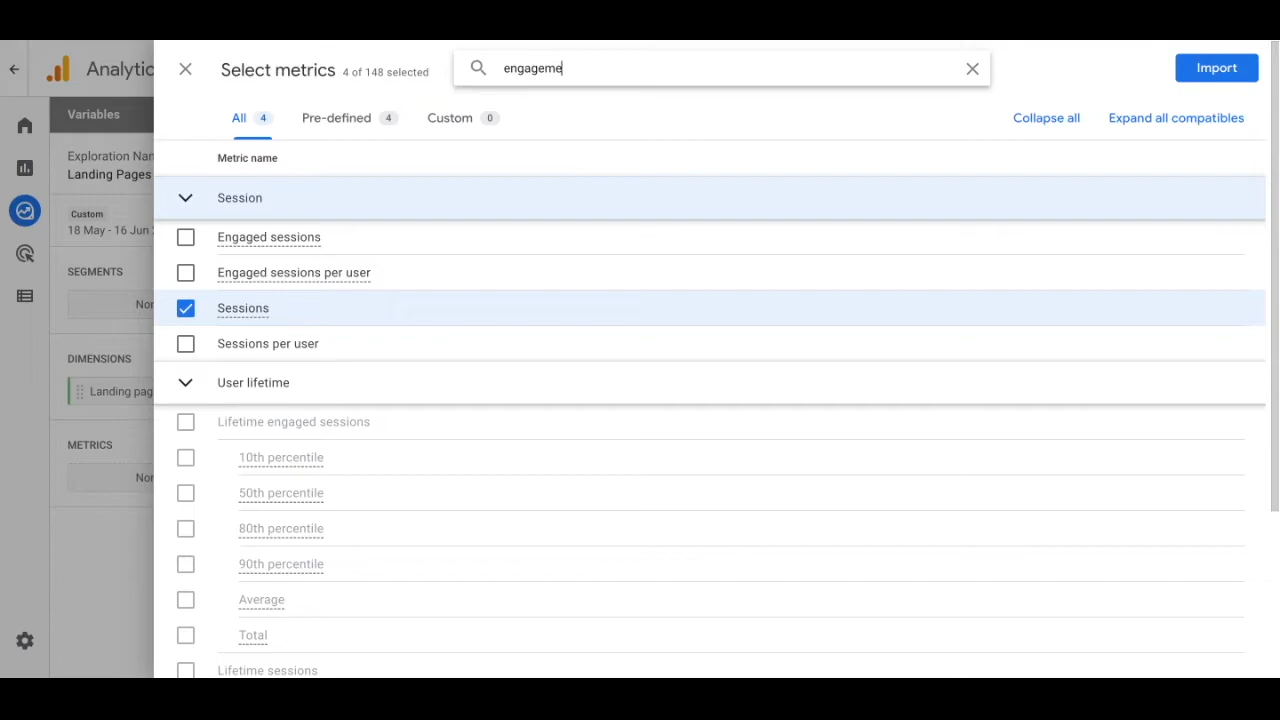 Analytic
Select metrics 4 of 148 selected
engageme
Import
All 4
Pre-defined 4
Custom 0
Collapse all
Expand all compatibles
Variables
Metric name
Exploration Nan
Landing Pages
Session
Custom
18 May - 16 Jun
Engaged sessions
SEGMENTS
Engaged sessions per user
Nor
Sessions
Sessions per user
DIMENSIONS
User lifetime
Landing pag
Lifetime engaged sessions
METRICS
10th percentile
Nor
50th percentile
80th percentile
90th percentile
Average
Total
Lifetime sessions